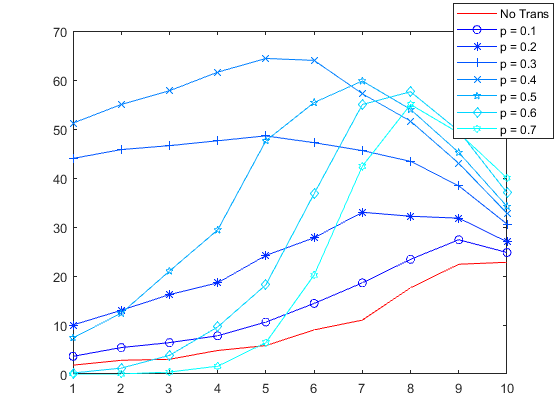 No Trans
p = 0.1
p = 0.2
p = 0.3
p = 0.4
p = 0.5
p = 0.6
p = 0.7
70
60
50
40
30
20
10
0
1 2 3 4 5 6 7 8 9 10